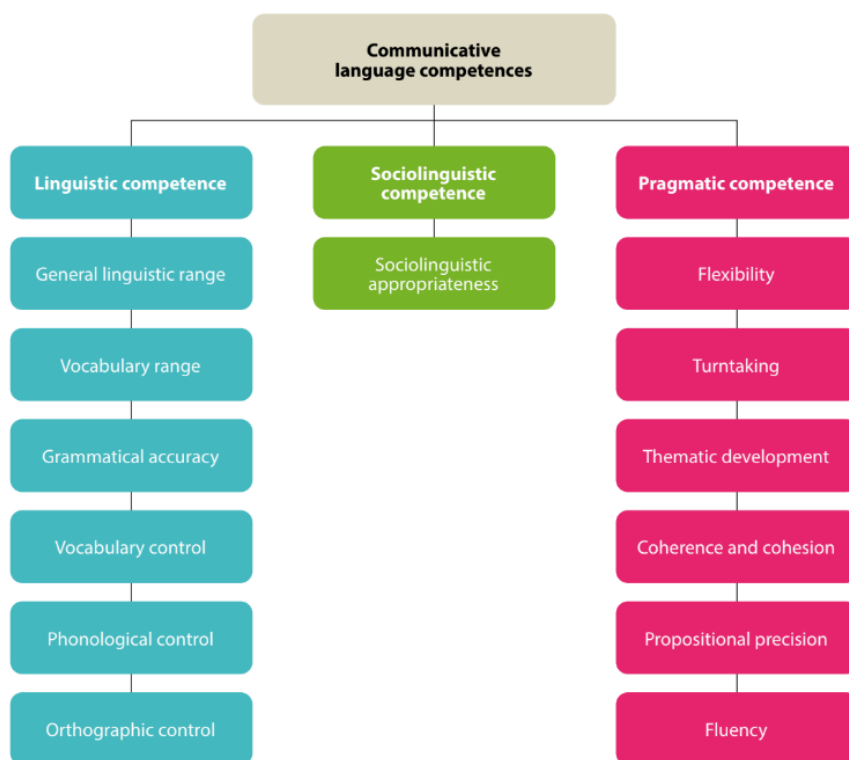 Communicative
language competences
Linguistic competence
General linguistic range
Vocabulary range
Grammatical accuracy
Vocabulary control
Phonological control
Orthographic control
Sociolinguistic
competence
Sociolinguistic
appropriateness
Pragmatic competence
Flexibility
Turntaking
Thematic development
Coherence and cohesion
Propositional precision
Fluency